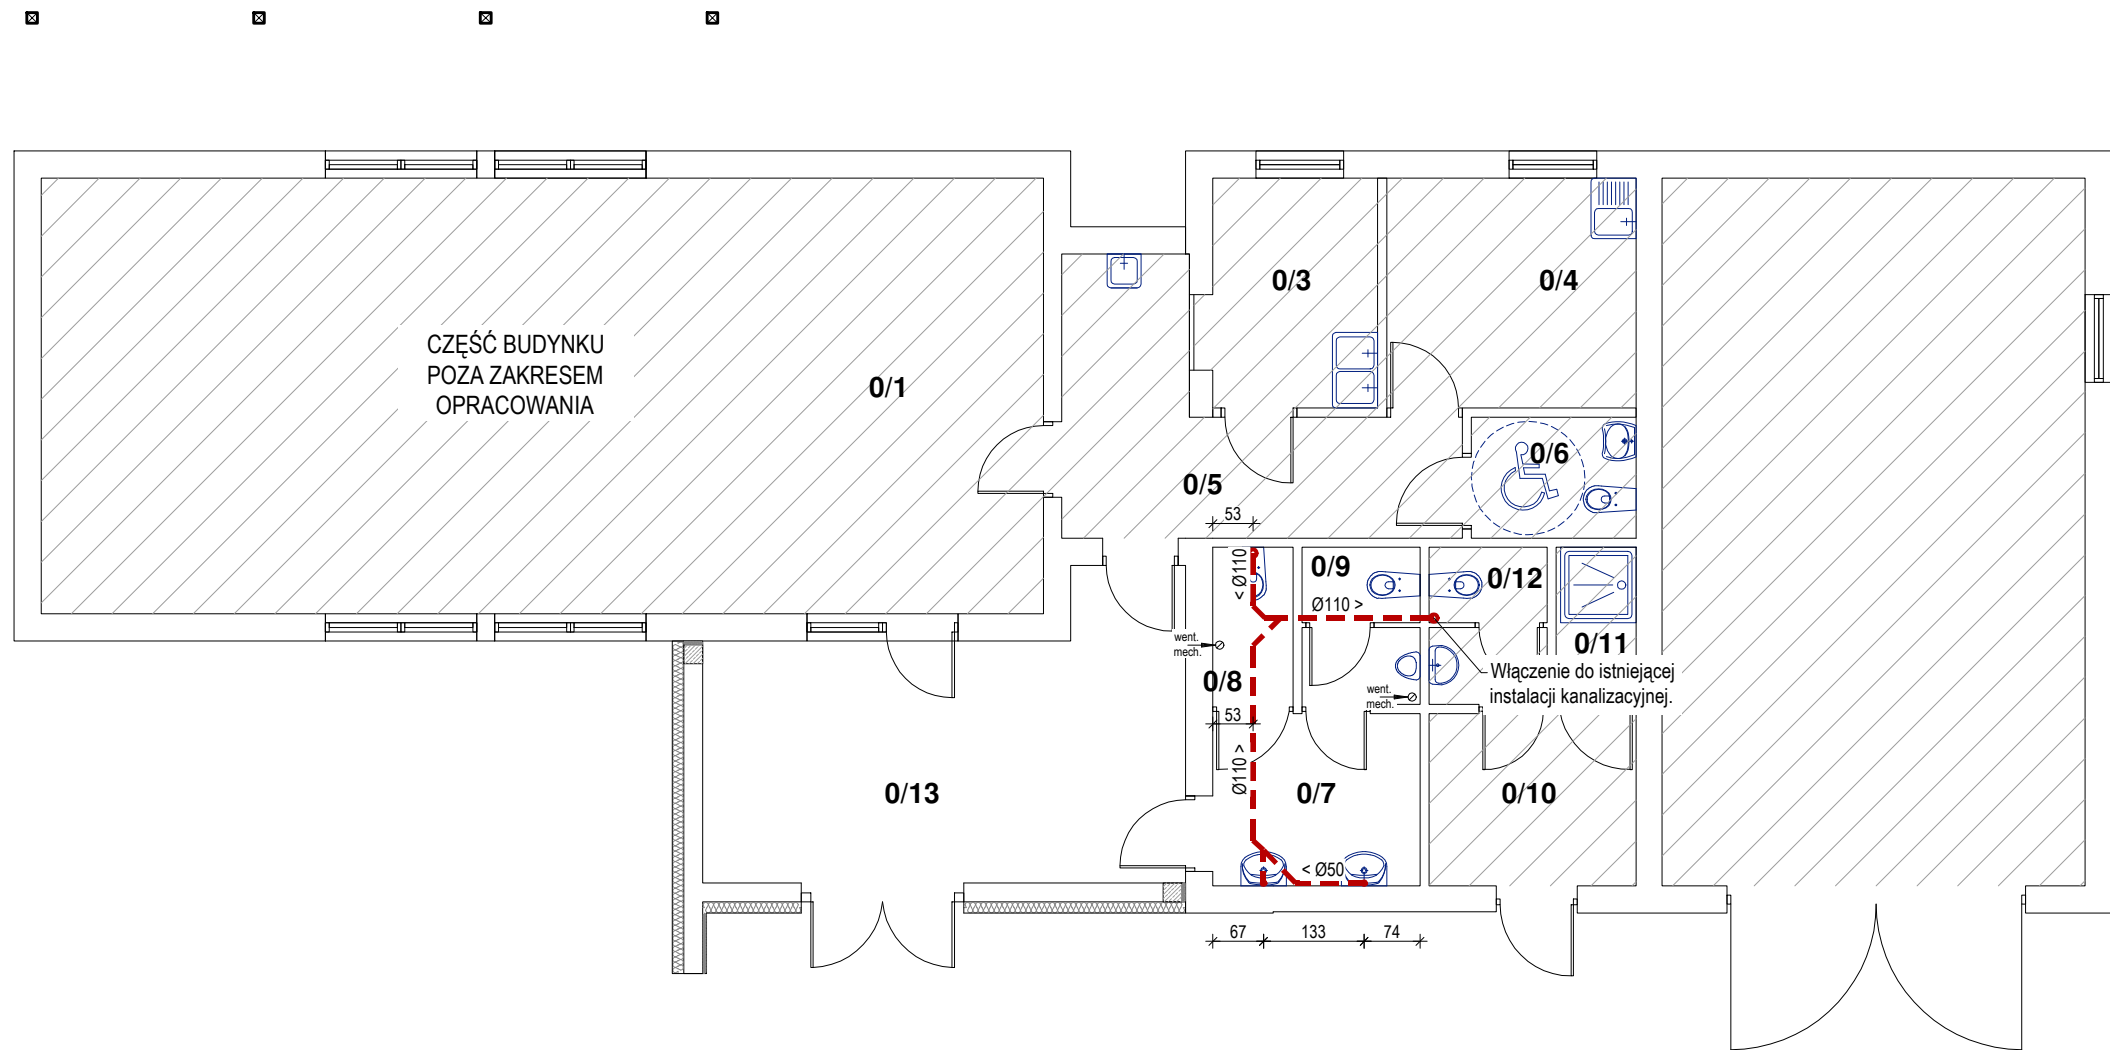 0/3
0/4
CZĘŚĆ BUDYNKU
POZA ZAKRESEM
OPRACOWANIA
0/1
0/6
0/5
53
< Ø110
0/9
Ø110 >
0/12
went.
mech.
0/8
0/11
Włączenie do istniejącej
instalacji kanalizacyjnej.
went.
mech.
53
Ø110 >
0/13
0/7
0/10
< Ø50
67
133
74